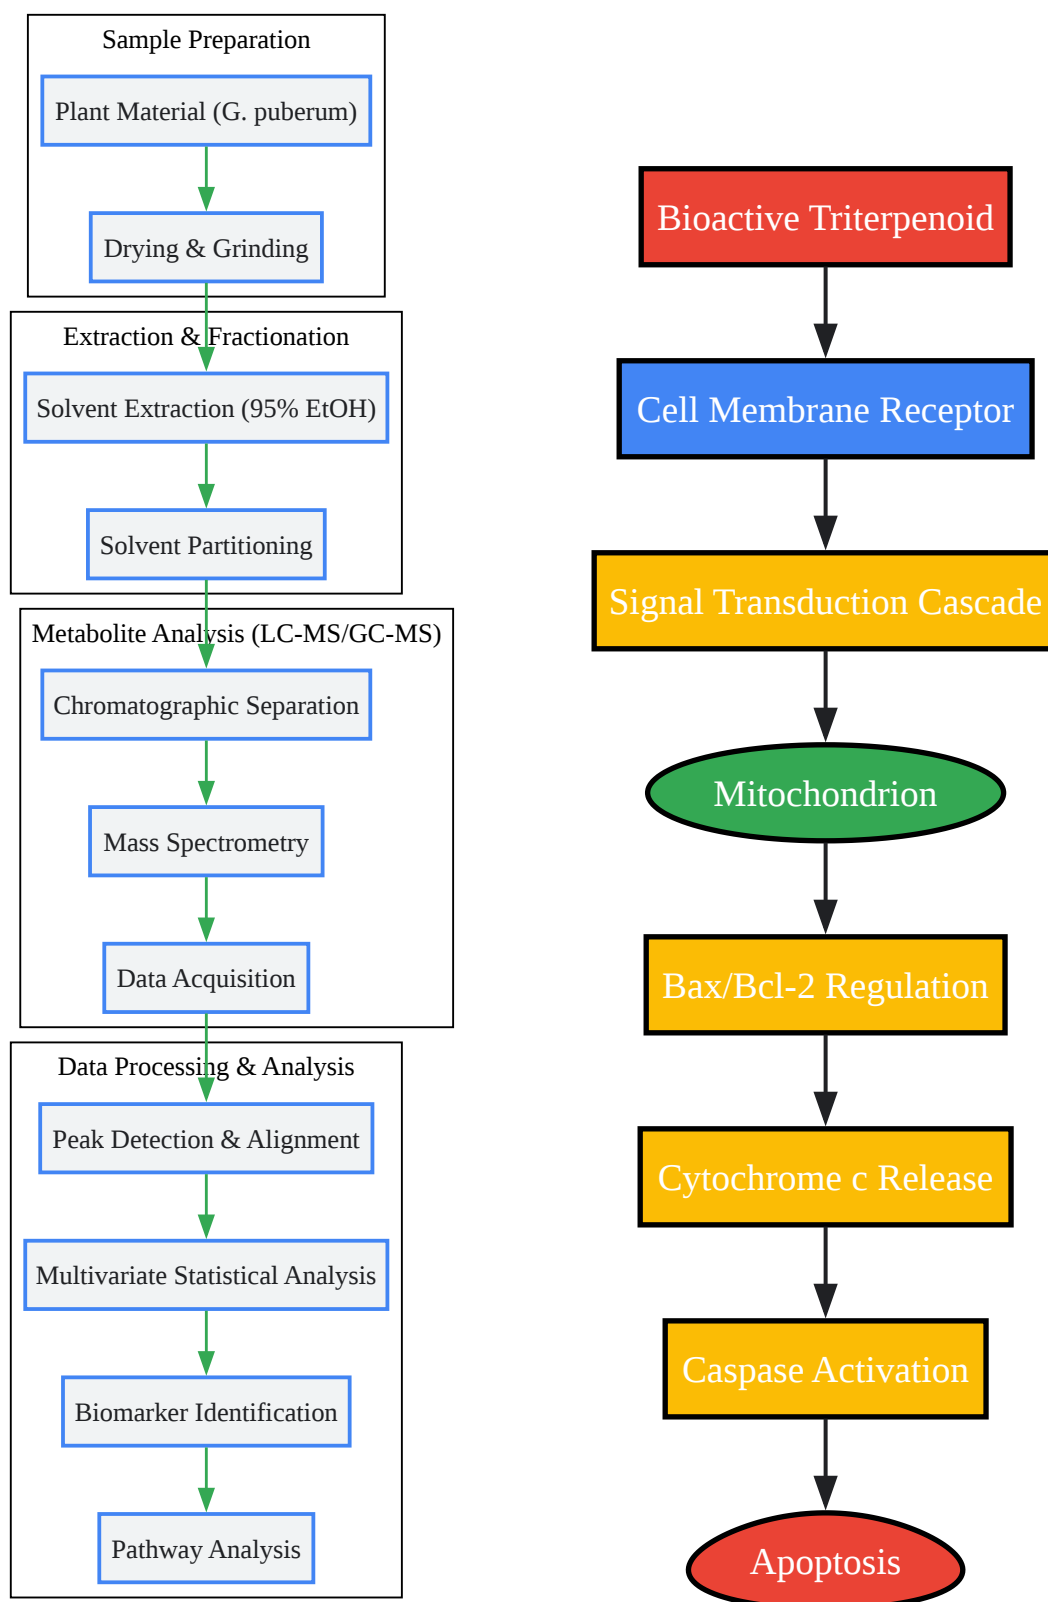 Sample Preparation
Plant Material (G. puberum)
Drying & Grinding
Extraction & Fractionation
Solvent Extraction (95% EtOH)
Solvent Partitioning
Metabolite Analysis (LC-MS/GC-MS)
Chromatographic Separation
Mass Spectrometry
Data Acquisition
Data Processing & Analysis
Peak Detection & Alignment
Multivariate Statistical Analysis
Biomarker Identification
Pathway Analysis
Bioactive Triterpenoid
Cell Membrane Receptor
Signal Transduction Cascade
Mitochondrion
Bax/Bcl-2 Regulation
Cytochrome c Release
Caspase Activation
Apoptosis